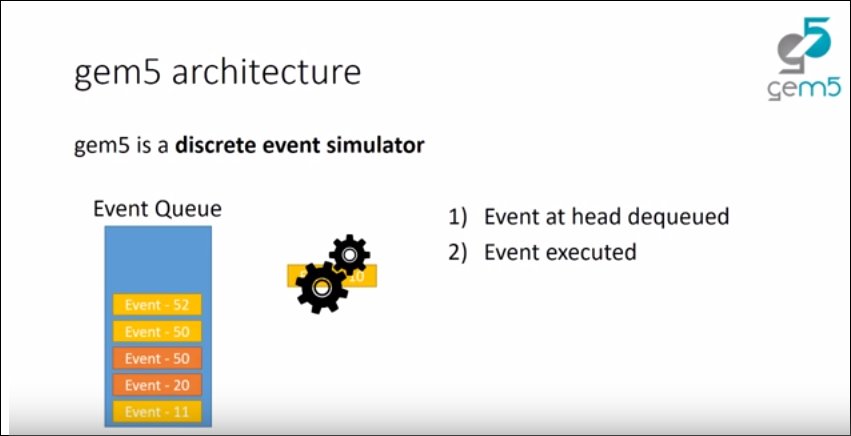 gem5 architecture
gem5
gem5 is a discrete event simulator
Event Queue
Event - 52
Event - 50
Event - 50
Event - 20
Event - 11
10
1) Event at head dequeued
2) Event executed